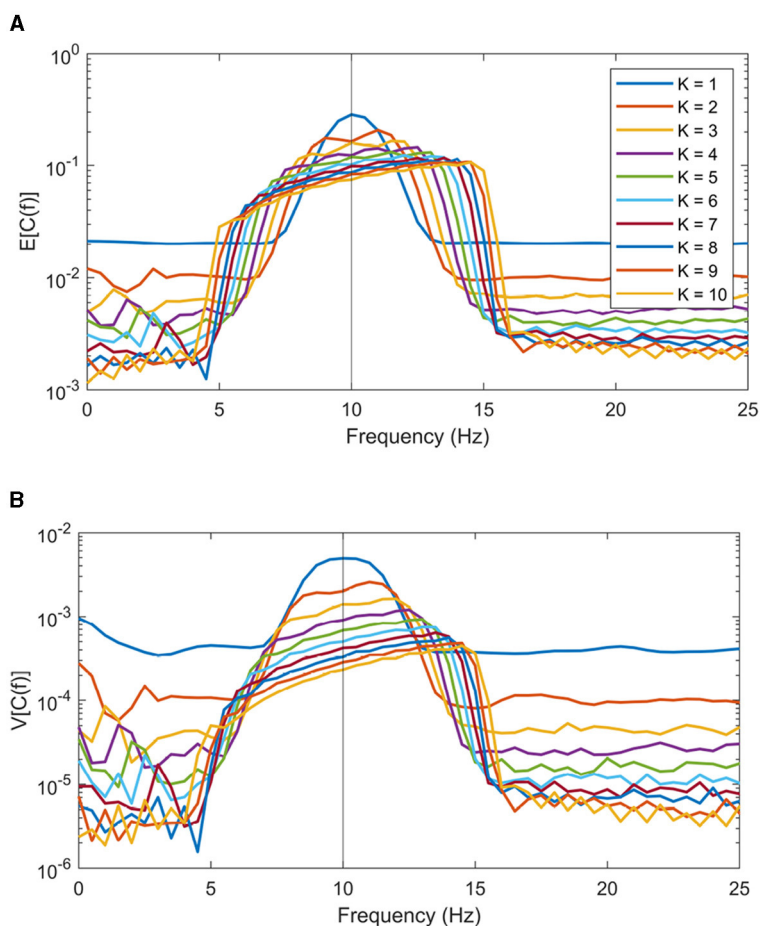 A
10^0
10^-1
10^-2
10^-3
E[C(f)]
K = 1
K = 2
K = 3
K = 4
K = 5
K = 6
K = 7
K = 8
K = 9
K = 10
0 5 10 15 20 25
Frequency (Hz)
B
10^-2
10^-3
10^-4
10^-5
10^-6
V[C(f)]
0 5 10 15 20 25
Frequency (Hz)